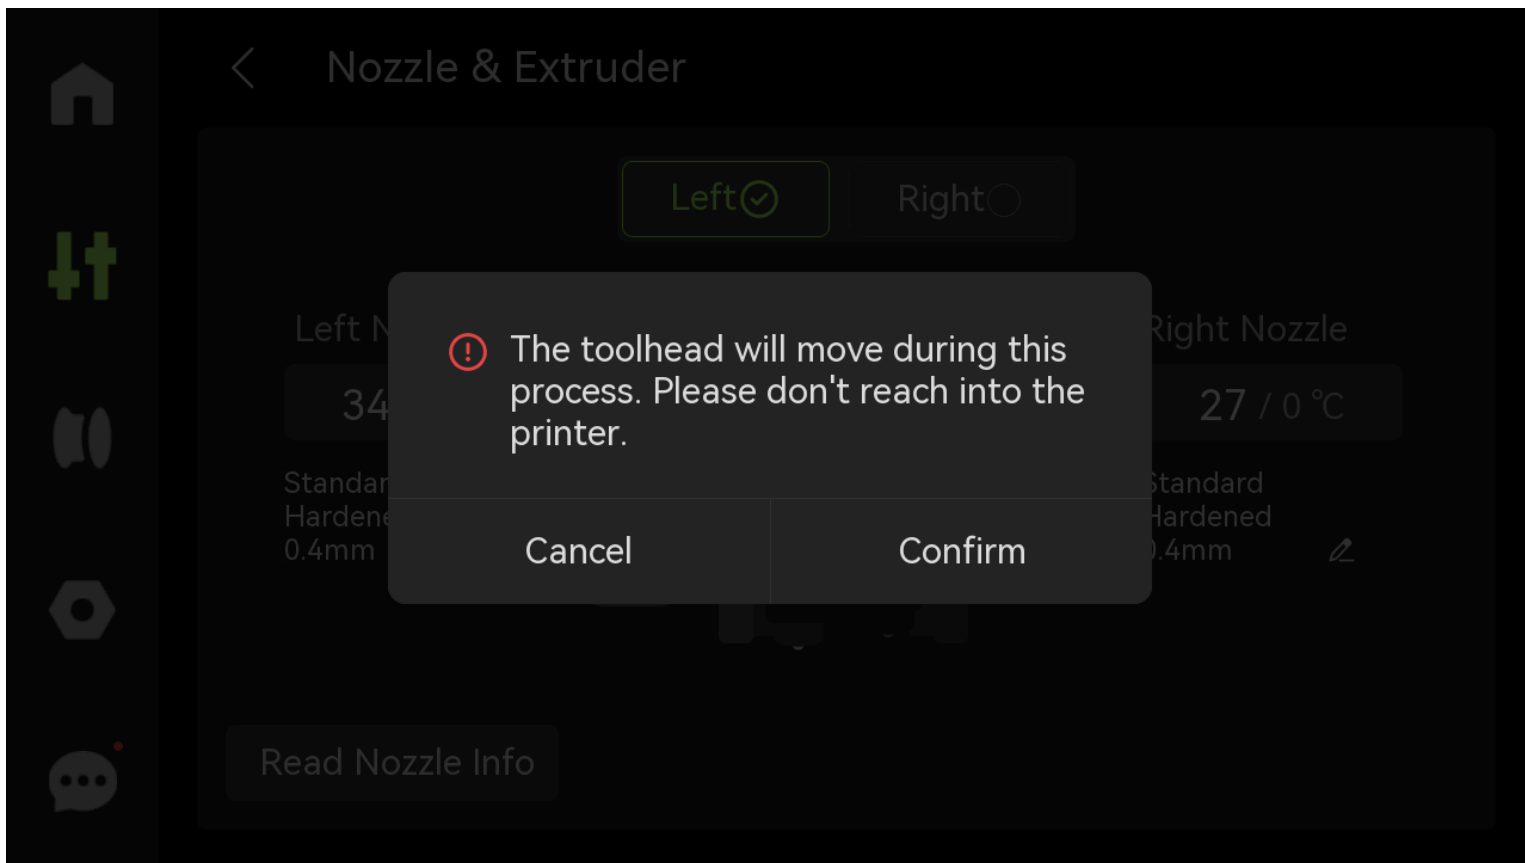 Nozzle & Extruder
Left
Right
Left N
Right Nozzle
34
27 / 0 °C
The toolhead will move during this
process. Please don't reach into the
printer.
Standar
Hardene
0.4mm
Standard
Hardened
0.4mm
Cancel
Confirm
Read Nozzle Info